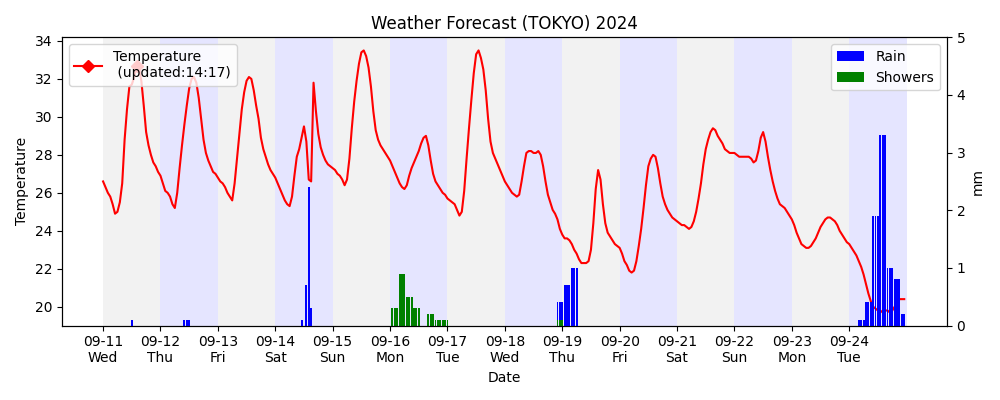 Weather Forecast (TOKYO) 2024
Temperature
(updated:14:17)
Rain
Showers
Temperature
34
32
30
28
26
24
22
20
5
4
3
2
1
0
mm
09-11 09-12 09-13 09-14 09-15 09-16 09-17 09-18 09-19 09-20 09-21 09-22 09-23 09-24
Wed Thu Fri Sat Sun Mon Tue Wed Thu Fri Sat Sun Mon Tue
Date